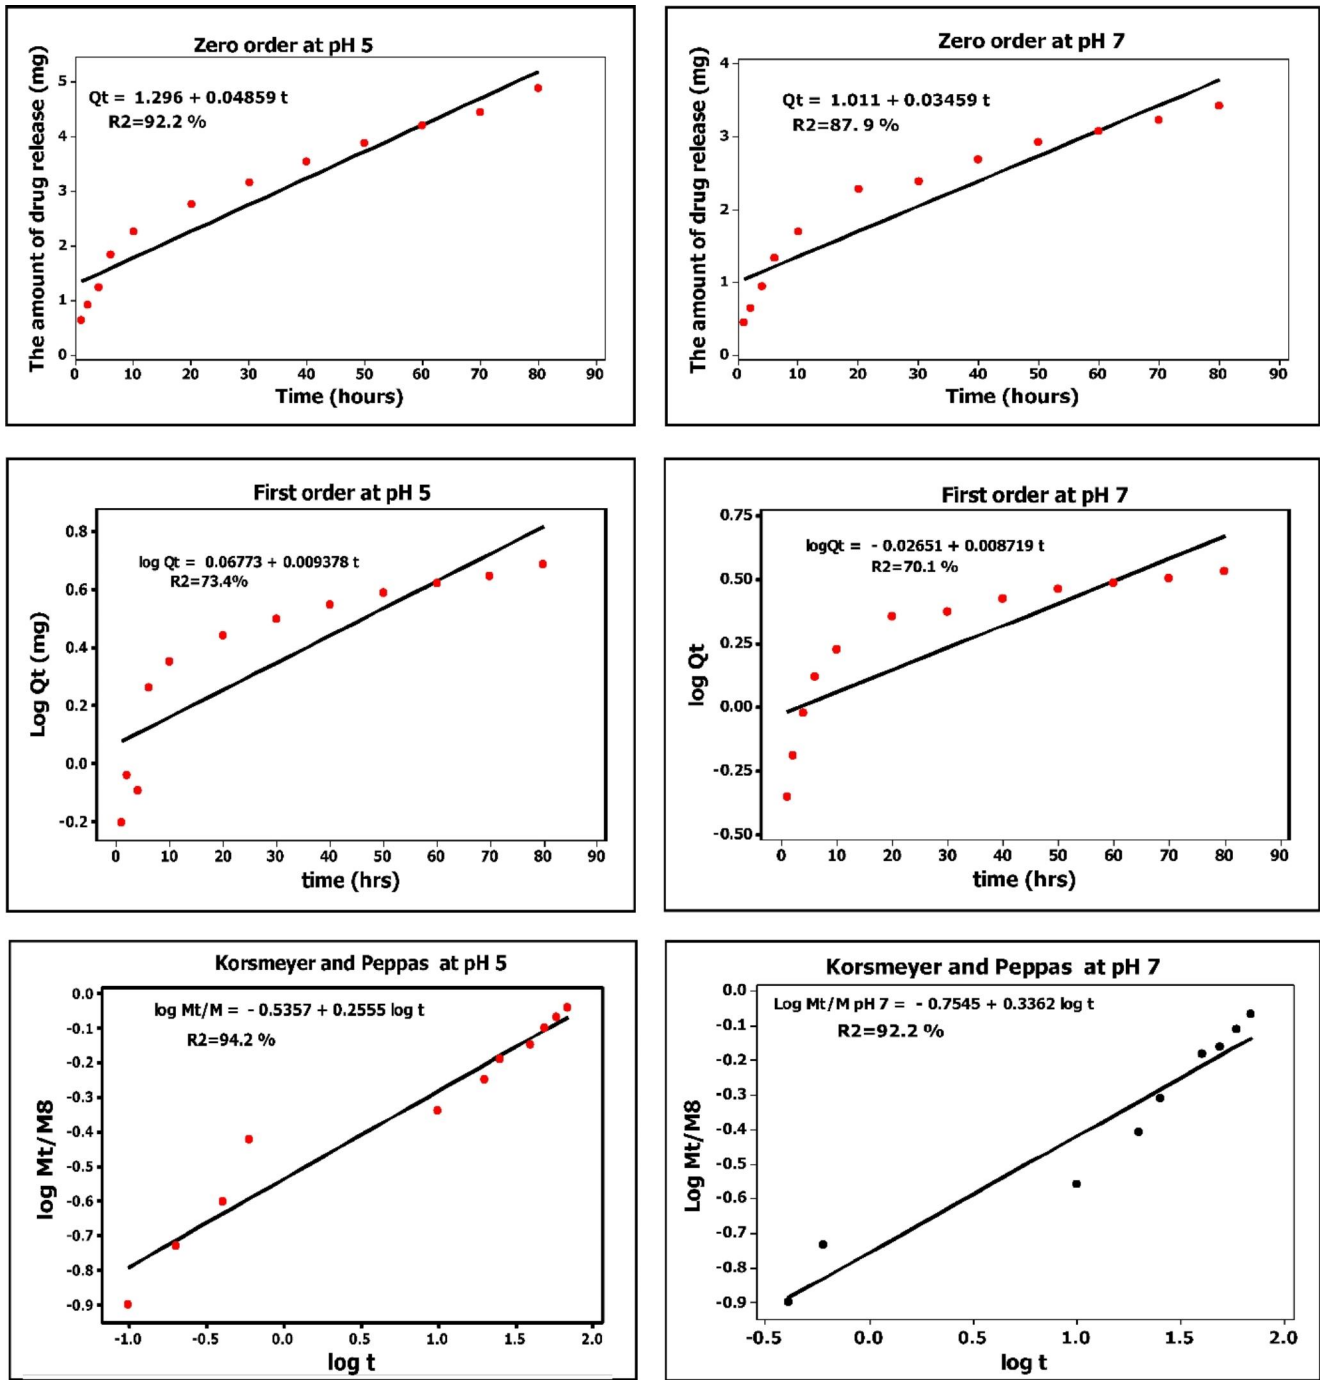 Zero order at pH 5
The amount of drug release (mg)
Qt = 1.296 + 0.04859 t
R2=92.2 %
5
4
3
2
1
0
0 10 20 30 40 50 60 70 80 90
Time (hours)
Zero order at pH 7
The amount of drug release (mg)
Qt = 1.011 + 0.03459 t
R2=87. 9 %
4
3
2
1
0
0 10 20 30 40 50 60 70 80 90
Time (hours)
First order at pH 5
Log Qt (mg)
log Qt = 0.06773 + 0.009378 t
R2=73.4%
0.8
0.6
0.4
0.2
0.0
-0.2
0 10 20 30 40 50 60 70 80 90
time (hrs)
First order at pH 7
log Qt
logQt = - 0.02651 + 0.008719 t
R2=70.1 %
0.75
0.50
0.25
0.00
-0.25
-0.50
0 10 20 30 40 50 60 70 80 90
time (hrs)
Korsmeyer and Peppas at pH 5
log Mt/M8
log Mt/M = - 0.5357 + 0.2555 log t
R2=94.2 %
0.0
-0.1
-0.2
-0.3
-0.4
-0.5
-0.6
-0.7
-0.8
-0.9
-1.0 -0.5 0.0 0.5 1.0 1.5 2.0
log t
Korsmeyer and Peppas at pH 7
Log Mt/M8
Log Mt/M pH 7 = - 0.7545 + 0.3362 log t
R2=92.2 %
0.0
-0.1
-0.2
-0.3
-0.4
-0.5
-0.6
-0.7
-0.8
-0.9
-0.5 0.0 0.5 1.0 1.5 2.0
log t